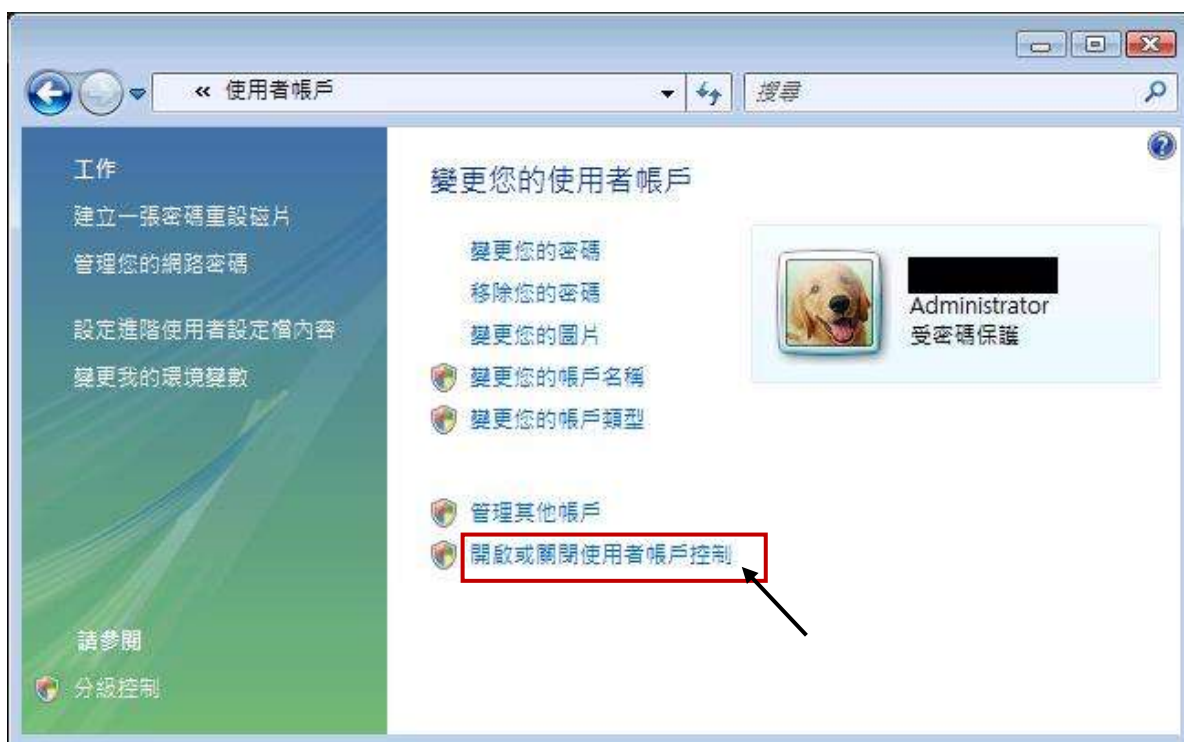 « 使用者帳戶
搜尋
工作
建立一張密碼重設磁片
管理您的網路密碼
設定進階使用者設定檔內容
變更我的環境變數
請參閱
分級控制
變更您的使用者帳戶
變更您的密碼
移除您的密碼
變更您的圖片
變更您的帳戶名稱
變更您的帳戶類型
管理其他帳戶
開啟或關閉使用者帳戶控制
Administrator
受密碼保護